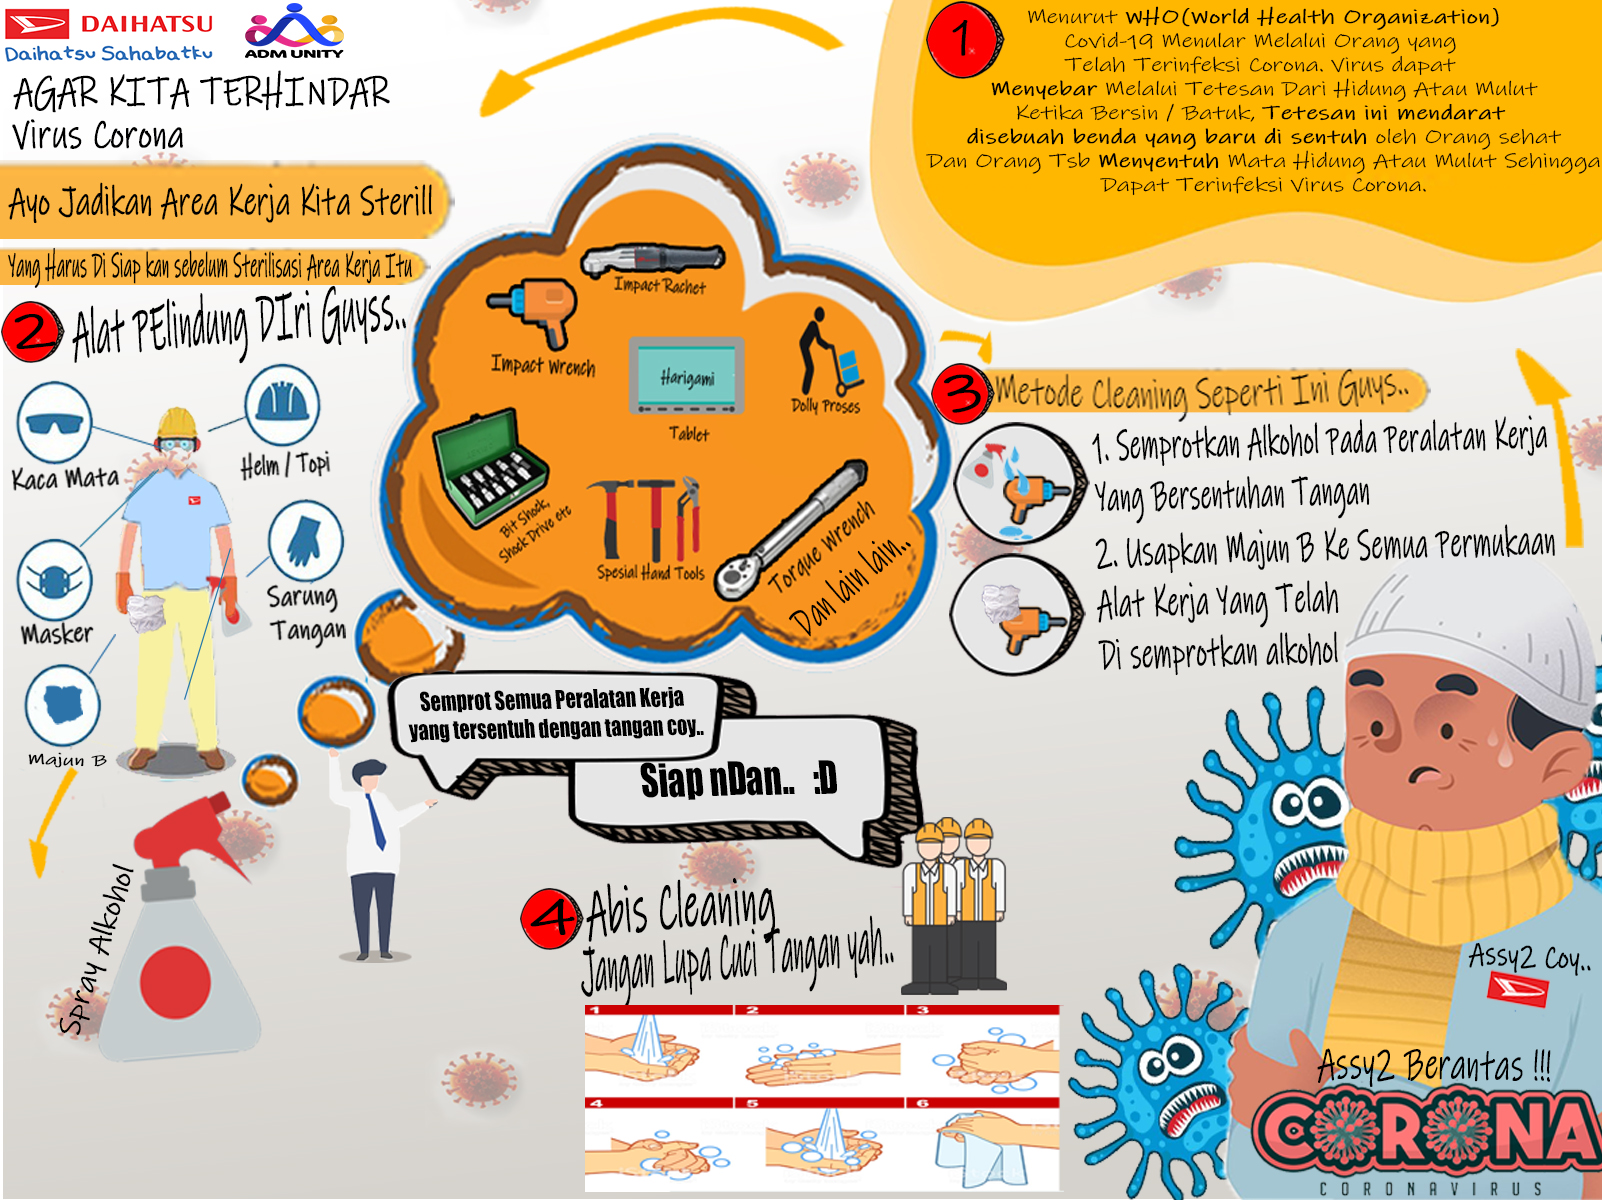 DAIHATSU
Daihatsu Sahabatku
ADM UNITY
AGAR KITA TERHINDAR
Virus Corona
Ayo Jadikan Area Kerja Kita Sterill
Yang Harus Di Siap kan sebelum Sterilisasi Area Kerja Itu
1
Menurut WHO(World Health Organization)
Covid-19 Menular Melalui Orang yang
Telah Terinfeksi Corona. Virus dapat
Menyebar Melalui Tetesan Dari Hidung Atau Mulut
Ketika Bersin / Batuk, Tetesan ini mendarat
disebuah benda yang baru di sentuh oleh Orang sehat
Dan Orang Tsb Menyentuh Mata Hidung Atau Mulut Sehingga
Dapat Terinfeksi Virus Corona.
2
Alat PElindung DIri Guyss..
Kaca Mata
Helm / Topi
Masker
Sarung
Tangan
Majun B
Spray Alkohol
Impact Rachet
Impact Wrench
Harigami
Tablet
Dolly Proses
Bit Shock,
Shock Drive etc
Spesial Hand Tools
Torque Wrench
Dan lain lain..
Semprot Semua Peralatan Kerja
yang tersentuh dengan tangan coy..
Siap nDan.. :D
3
Metode Cleaning Seperti Ini Guys..
1. Semprotkan Alkohol Pada Peralatan Kerja
Yang Bersentuhan Tangan
2. Usapkan Majun B Ke Semua Permukaan
Alat Kerja Yang Telah
Di semprotkan alkohol
4
Abis Cleaning
Jangan Lupa Cuci Tangan yah..
1
2
3
4
5
6
Assy2 Coy..
Assy2 Berantas !!!
CORONA
CORONAVIRUS